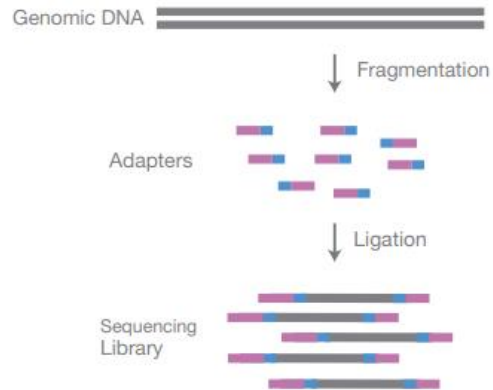 Genomic DNA
Fragmentation
Adapters
Ligation
Sequencing
Library